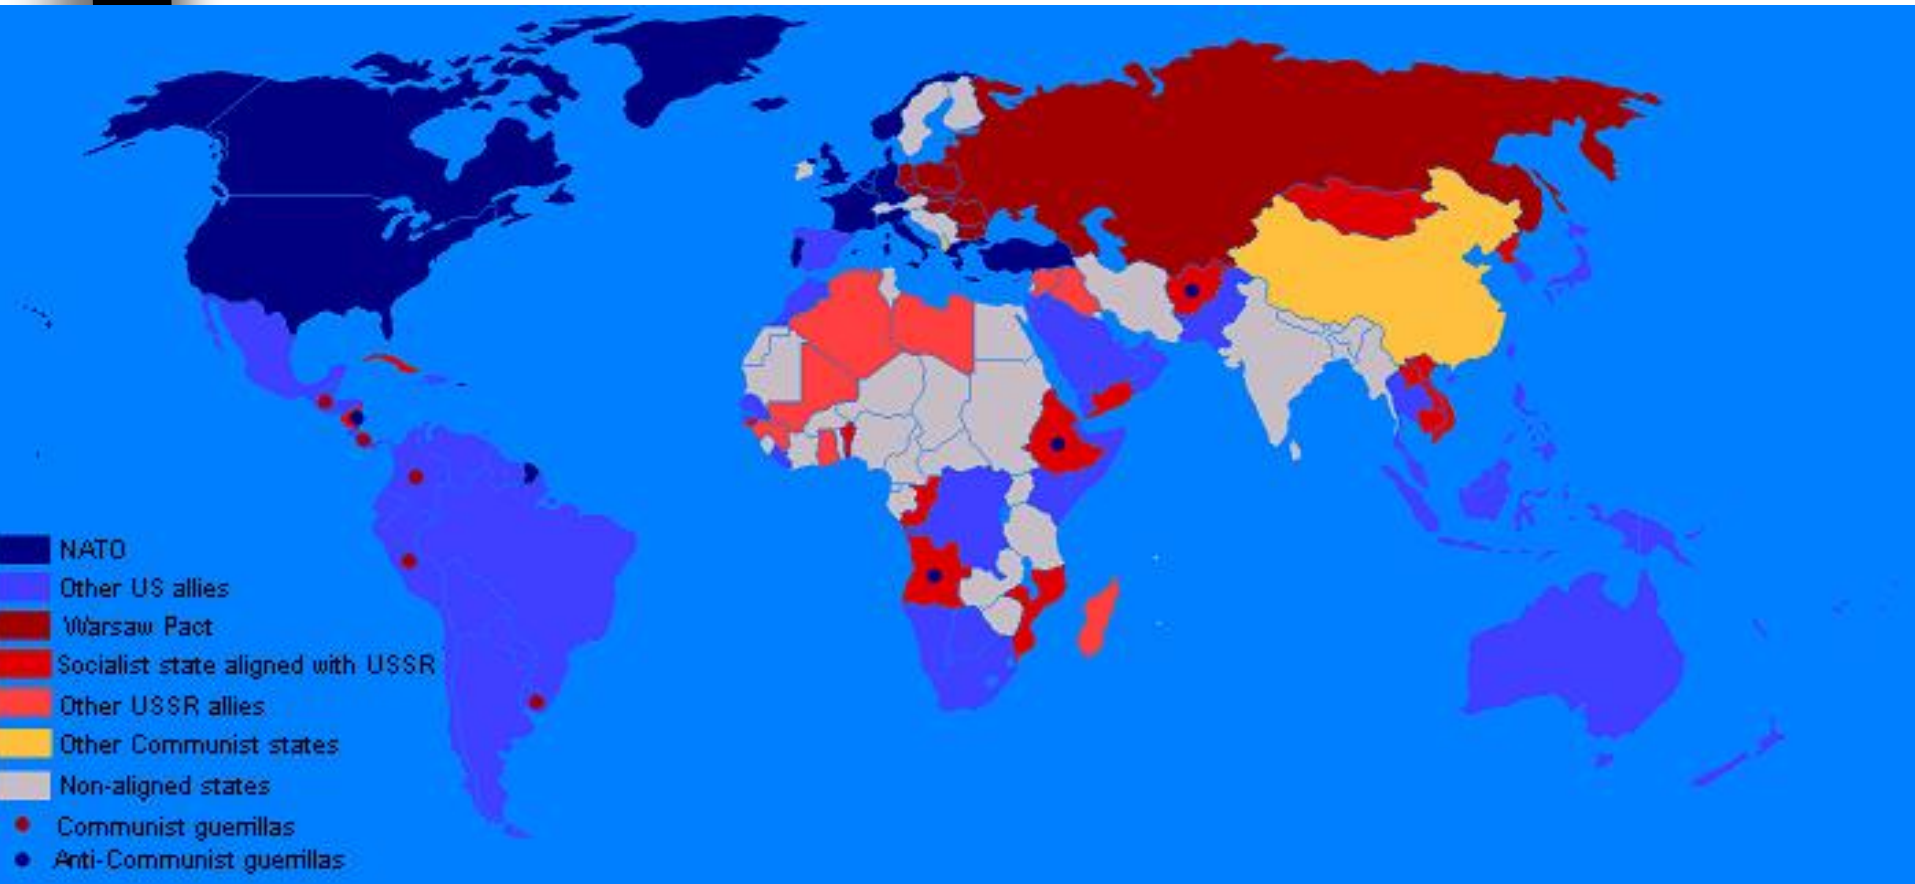 NATO
Other US allies
Warsaw Pact
Socialist state aligned with USSR
Other USSR allies
Other Communist states
Non-aligned states
Communist guerrillas
Anti-Communist guerrillas